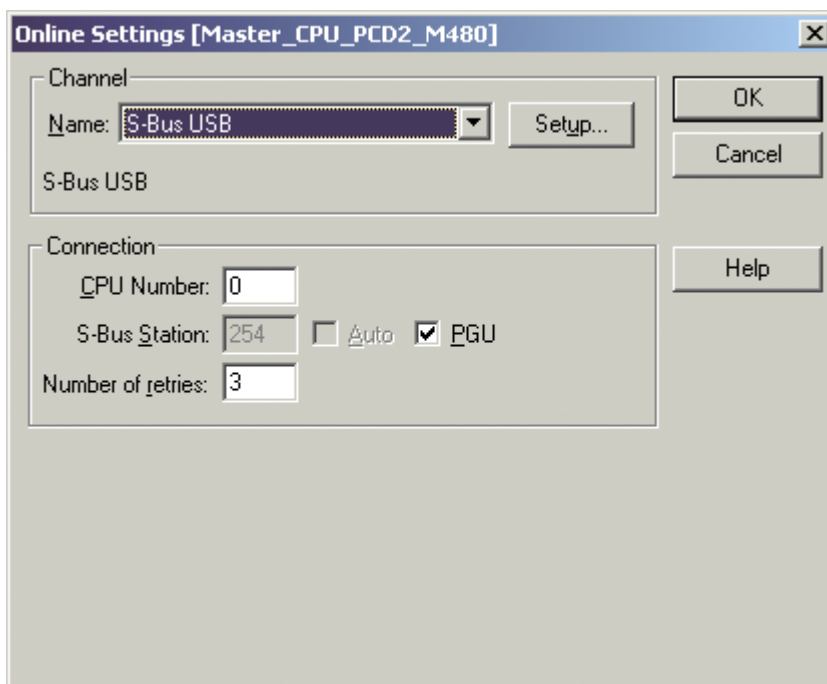 Online Settings [Master_CPU_PCD2_M480]
Channel
Name: S-Bus USB Setup...
S-Bus USB
OK
Cancel
Connection
CPU Number: 0
S-Bus Station: 254 Auto PGU
Number of retries: 3
Help